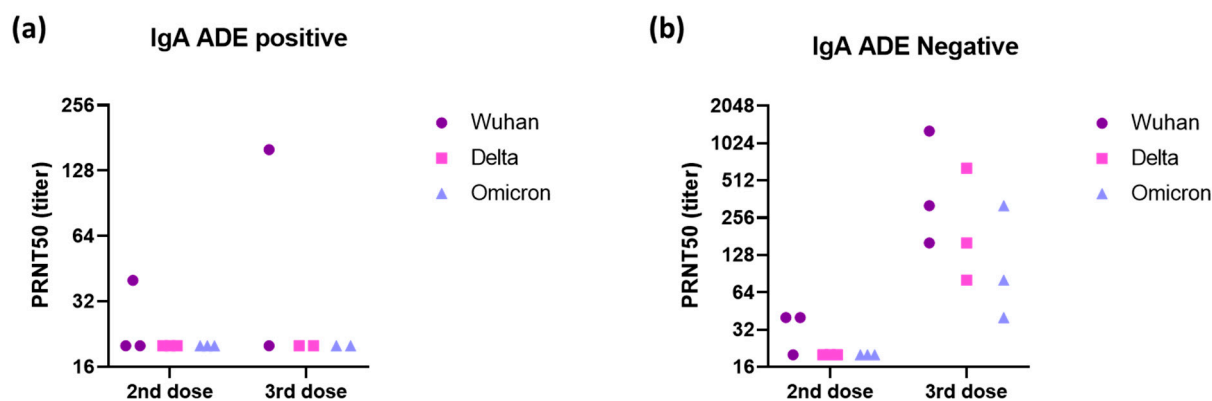 (a)
IgA ADE positive
PRNT50 (titer)
256
128
64
32
16
2nd dose
3rd dose
Wuhan
Delta
Omicron
(b)
IgA ADE Negative
PRNT50 (titer)
2048
1024
512
256
128
64
32
16
2nd dose
3rd dose
Wuhan
Delta
Omicron